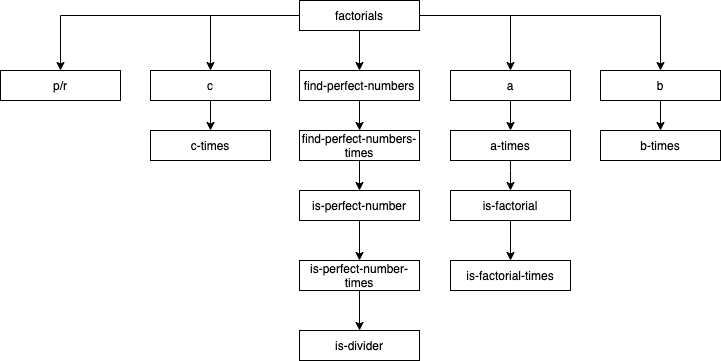 factorials
p/r
c
find-perfect-numbers
a
b
c-times
find-perfect-numbers-
times
a-times
b-times
is-perfect-number
is-factorial
is-perfect-number-
times
is-factorial-times
is-divider